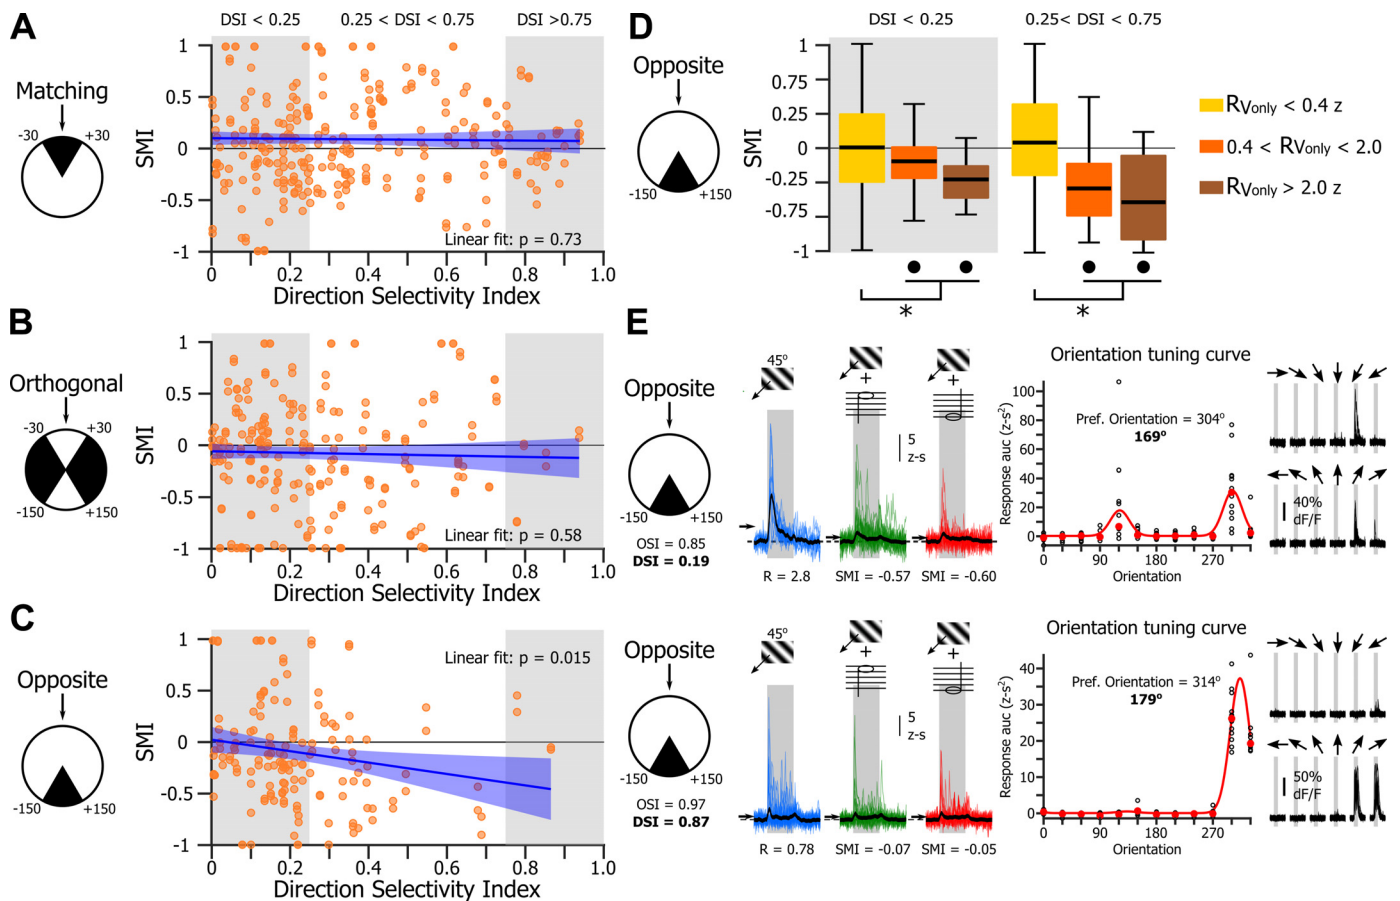 A
DSI < 0.25
0.25 < DSI < 0.75
DSI >0.75
Matching
-30
+30
SMI
1
0.5
0
-0.5
-1
Linear fit: p = 0.73
0
0.2
0.4
0.6
0.8
1.0
Direction Selectivity Index
B
Orthogonal
-30
+30
-150
+150
SMI
1
0.5
0
-0.5
-1
Linear fit: p = 0.58
0
0.2
0.4
0.6
0.8
1.0
Direction Selectivity Index
C
Opposite
-150
+150
SMI
1
0.5
0
-0.5
-1
Linear fit: p = 0.015
0
0.2
0.4
0.6
0.8
1.0
Direction Selectivity Index
D
DSI < 0.25
0.25< DSI < 0.75
Opposite
-150
+150
SMI
1
0.75
0.25
0
-0.25
-0.75
-1
*
*
RVonly < 0.4 z
0.4 < RVonly < 2.0
RVonly > 2.0 z
E
Opposite
OSI = 0.85
DSI = 0.19
45o
+
+
5
z-s
R = 2.8
SMI = -0.57
SMI = -0.60
Orientation tuning curve
Pref. Orientation = 304o
169o
Response auc (z-s2)
100
80
60
40
20
0
0
90
180
270
Orientation
40%
dF/F
Opposite
-150
+150
OSI = 0.97
DSI = 0.87
45o
+
+
5
z-s
R = 0.78
SMI = -0.07
SMI = -0.05
Orientation tuning curve
Pref. Orientation = 314o
179o
Response auc (z-s2)
40
30
20
10
0
0
90
180
270
Orientation
50%
dF/F